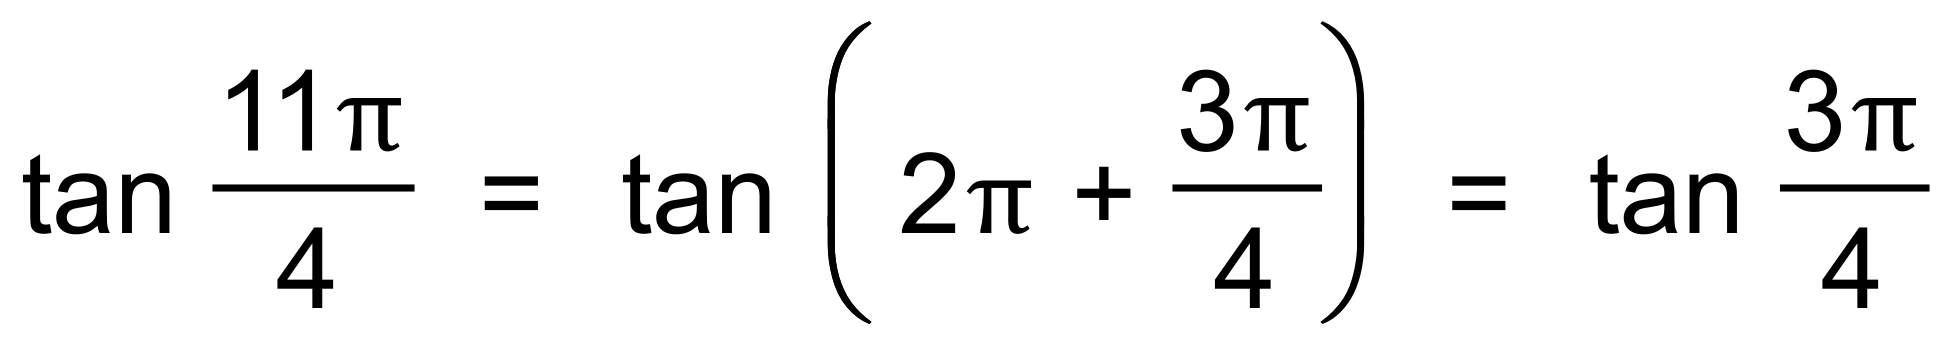 tan 11π/4 = tan (2π + 3π/4) = tan 3π/4